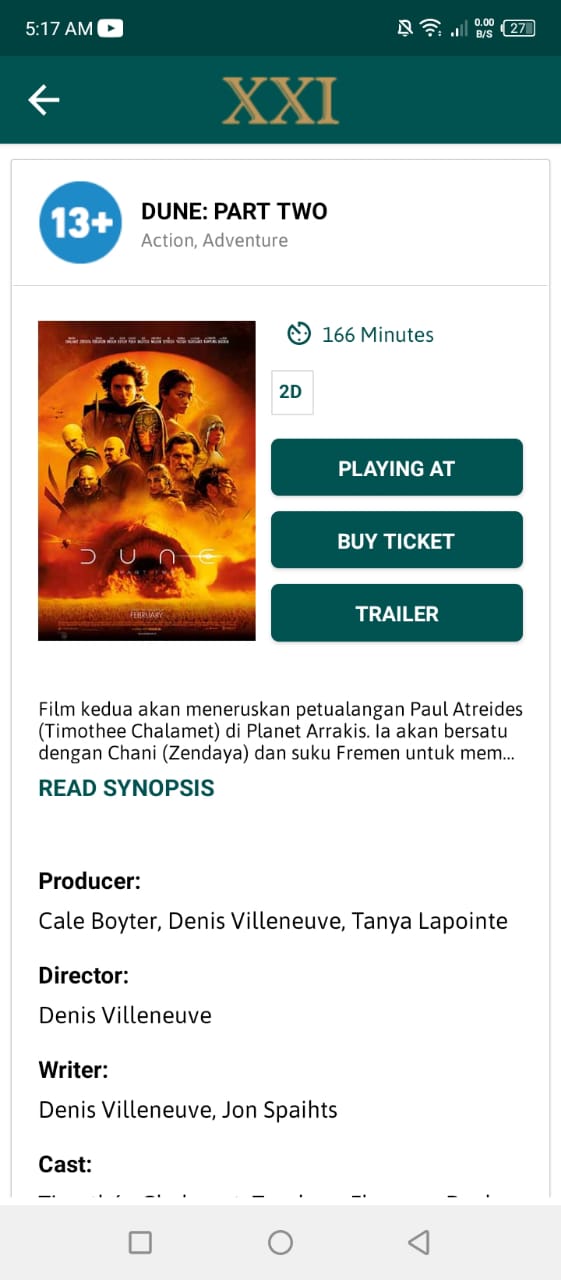 5:17 AM
0.00
B/S
27
XXI
13+
DUNE: PART TWO
Action, Adventure
166 Minutes
2D
PLAYING AT
BUY TICKET
TRAILER
DUNE
FEBRUARY
Film kedua akan meneruskan petualangan Paul Atreides
(Timothee Chalamet) di Planet Arrakis. Ia akan bersatu
dengan Chani (Zendaya) dan suku Fremen untuk mem...
READ SYNOPSIS
Producer:
Cale Boyter, Denis Villeneuve, Tanya Lapointe
Director:
Denis Villeneuve
Writer:
Denis Villeneuve, Jon Spaihts
Cast: